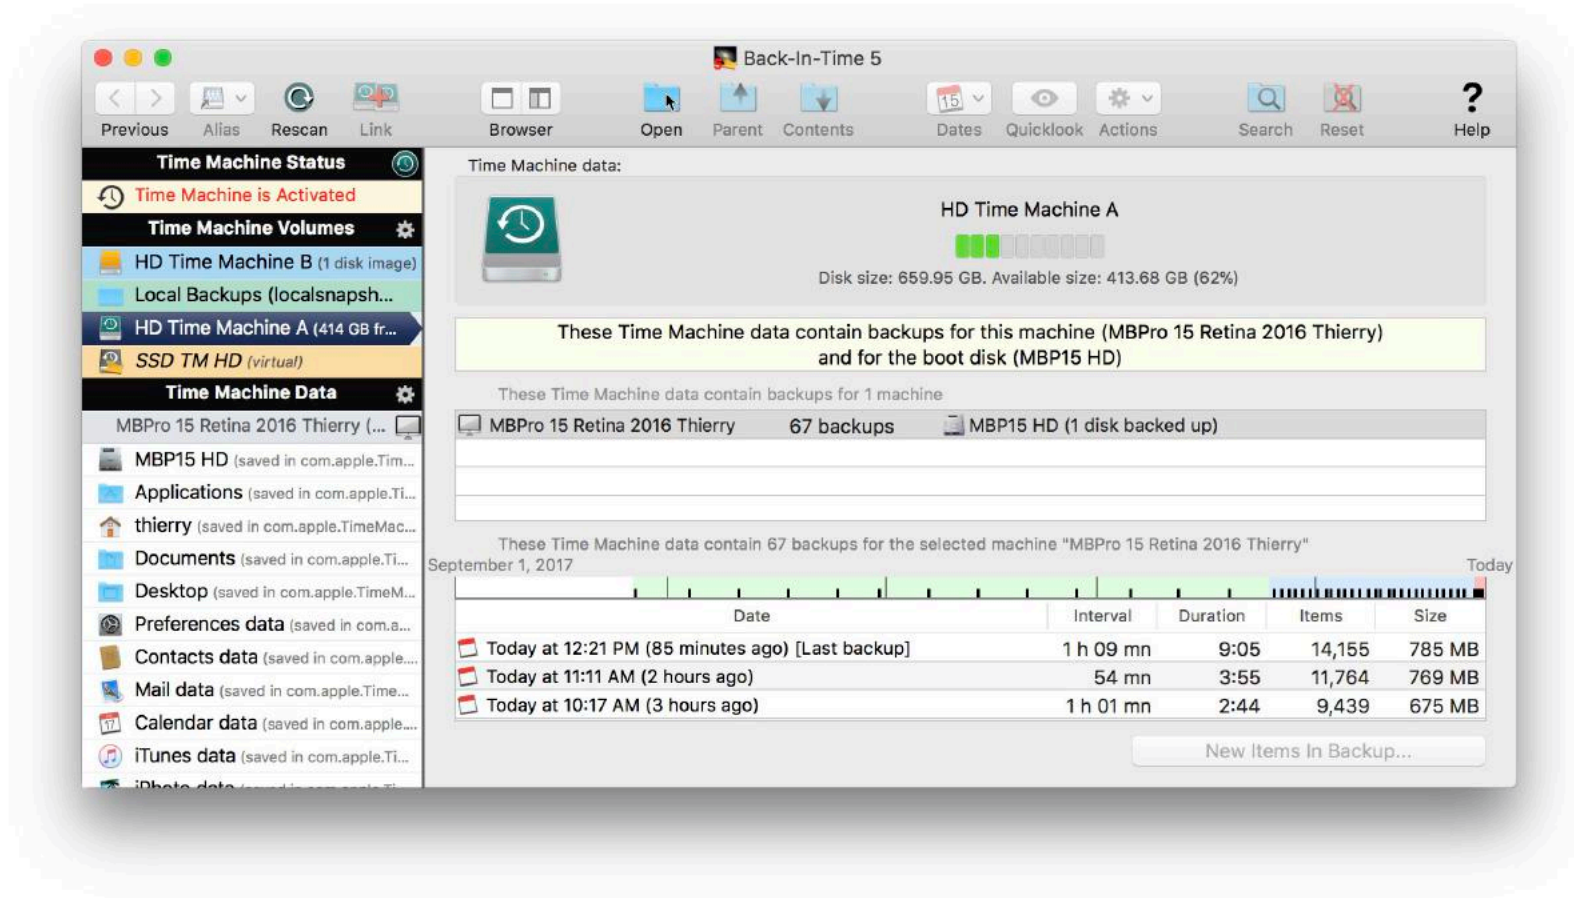 Back-In-Time 5
Previous Alias Rescan Link Browser Open Parent Contents 15 Dates Quicklook Actions Search Reset ? Help
Time Machine Status
Time Machine is Activated
Time Machine Volumes
HD Time Machine B (1 disk image)
Local Backups (localsnapsh...
HD Time Machine A (414 GB fr...
SSD TM HD (virtual)
Time Machine Data
MBPro 15 Retina 2016 Thierry (...
MBP15 HD (saved in com.apple.Tim...
Applications (saved in com.apple.Ti...
thierry (saved in com.apple.TimeMac...
Documents (saved in com.apple.Ti...
Desktop (saved in com.apple.TimeM...
Preferences data (saved in com.a...
Contacts data (saved in com.apple....
Mail data (saved in com.apple.Time...
17 Calendar data (saved in com.apple....
iTunes data (saved in com.apple.Ti...
Time Machine data:
HD Time Machine A
Disk size: 659.95 GB. Available size: 413.68 GB (62%)
These Time Machine data contain backups for this machine (MBPro 15 Retina 2016 Thierry)
and for the boot disk (MBP15 HD)
These Time Machine data contain backups for 1 machine
MBPro 15 Retina 2016 Thierry 67 backups MBP15 HD (1 disk backed up)
These Time Machine data contain 67 backups for the selected machine "MBPro 15 Retina 2016 Thierry"
September 1, 2017 Today
Date Interval Duration Items Size
Today at 12:21 PM (85 minutes ago) [Last backup] 1 h 09 mn 9:05 14,155 785 MB
Today at 11:11 AM (2 hours ago) 54 mn 3:55 11,764 769 MB
Today at 10:17 AM (3 hours ago) 1 h 01 mn 2:44 9,439 675 MB
New Items In Backup...